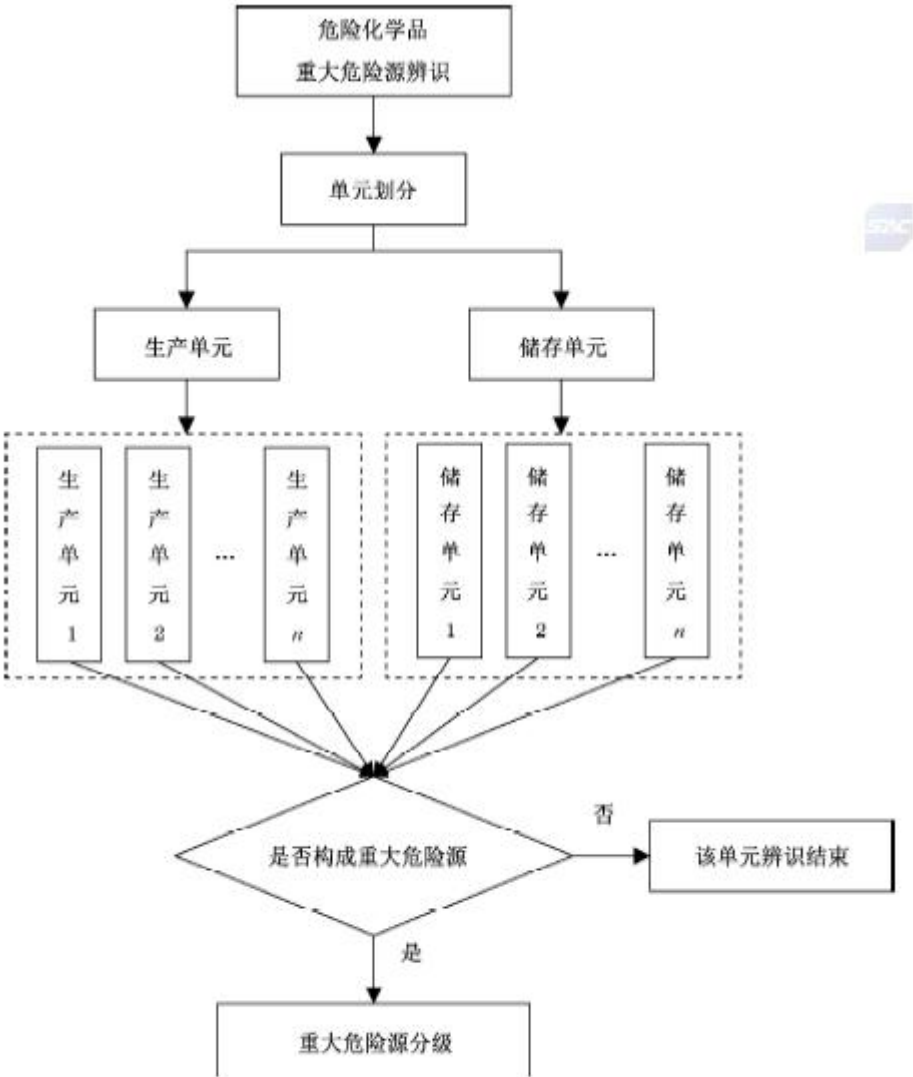 危险化学品
重大危险源辨识
单元划分
生产单元
储存单元
生产单元1
生产单元2
...
生产单元n
储存单元1
储存单元2
...
储存单元n
是否构成重大危险源
否
该单元辨识结束
是
重大危险源分级
SAC